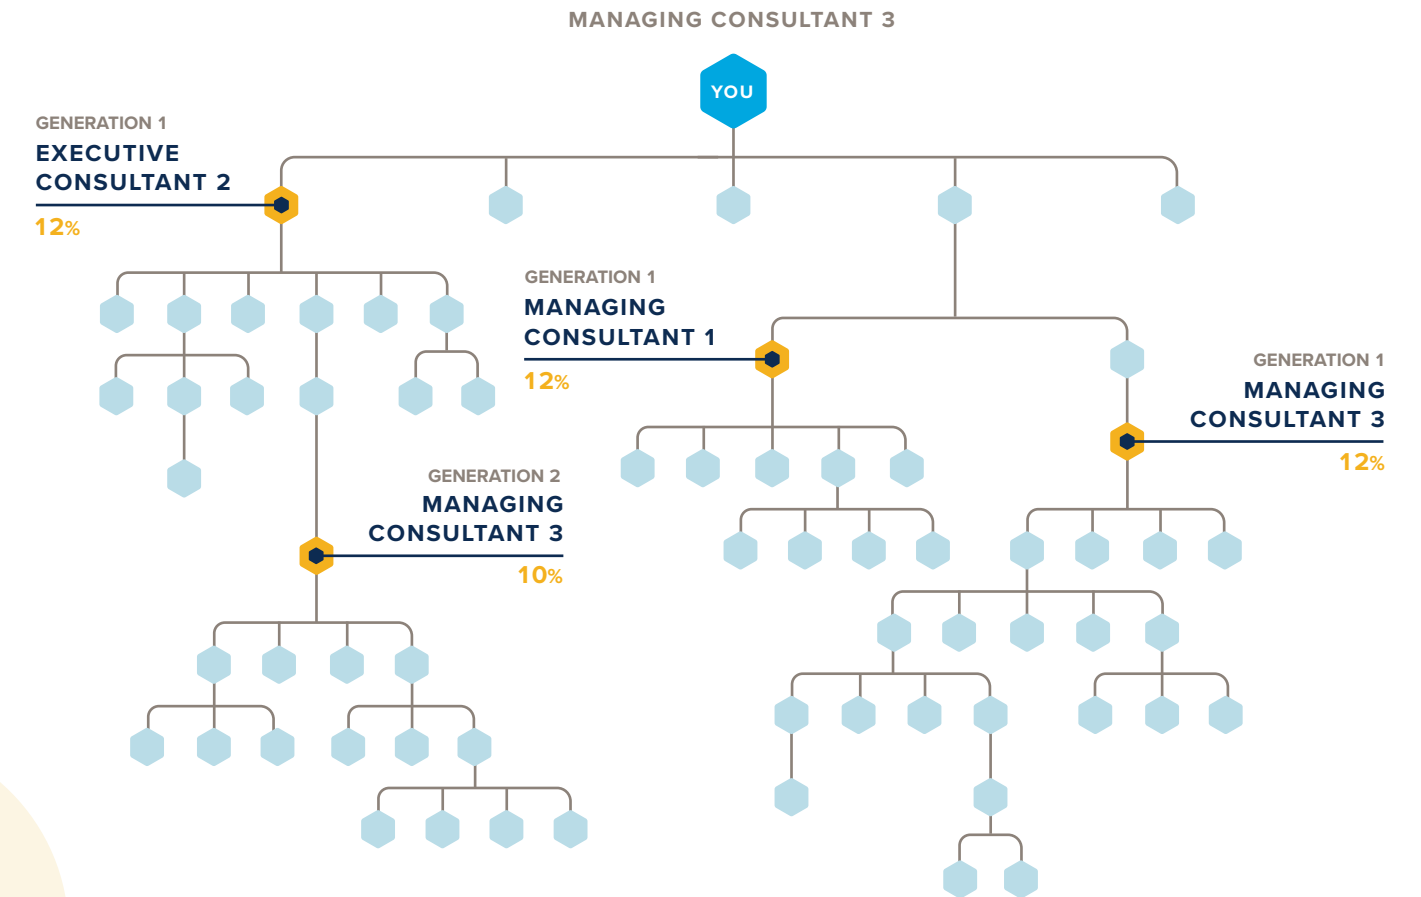 MANAGING CONSULTANT 3
YOU
GENERATION 1
EXECUTIVE
CONSULTANT 2
12%
GENERATION 1
MANAGING
CONSULTANT 1
12%
GENERATION 1
MANAGING
CONSULTANT 3
12%
GENERATION 2
MANAGING
CONSULTANT 3
10%